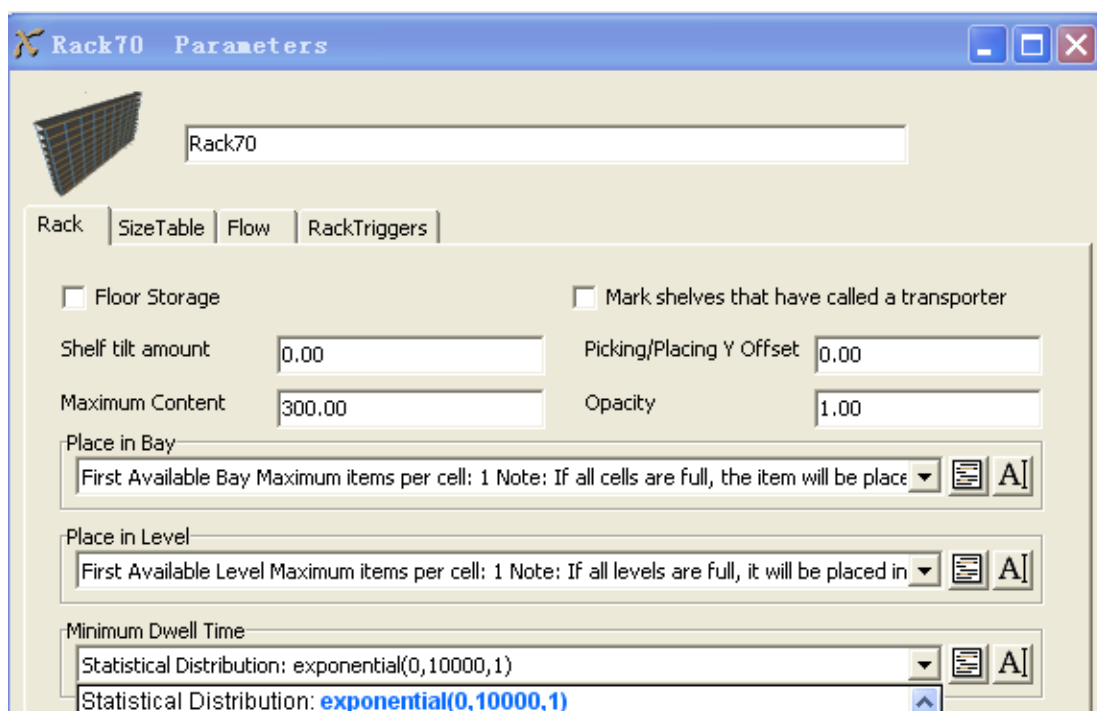 Rack70 Parameters
Rack70
Rack SizeTable Flow RackTriggers
Floor Storage Mark shelves that have called a transporter
Shelf tilt amount 0.00 Picking/Placing Y Offset 0.00
Maximum Content 300.00 Opacity 1.00
Place in Bay
First Available Bay Maximum items per cell: 1 Note: If all cells are full, the item will be place
A
Place in Level
First Available Level Maximum items per cell: 1 Note: If all levels are full, it will be placed in
A
Minimum Dwell Time
Statistical Distribution: exponential(0,10000,1)
A
Statistical Distribution: exponential(0,10000,1)